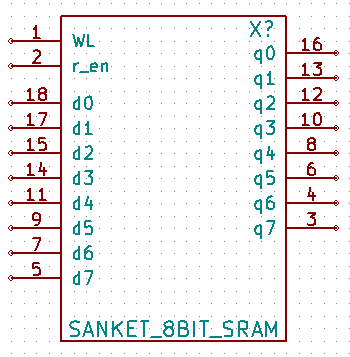 X?
1 WL
q0 16
2 r_en
q1 13
18 d0
q2 12
17 d1
q3 10
15 d2
q4 8
14 d3
q5 6
11 d4
q6 4
9 d5
q7 3
7 d6
5 d7
SANKET_8BIT_SRAM